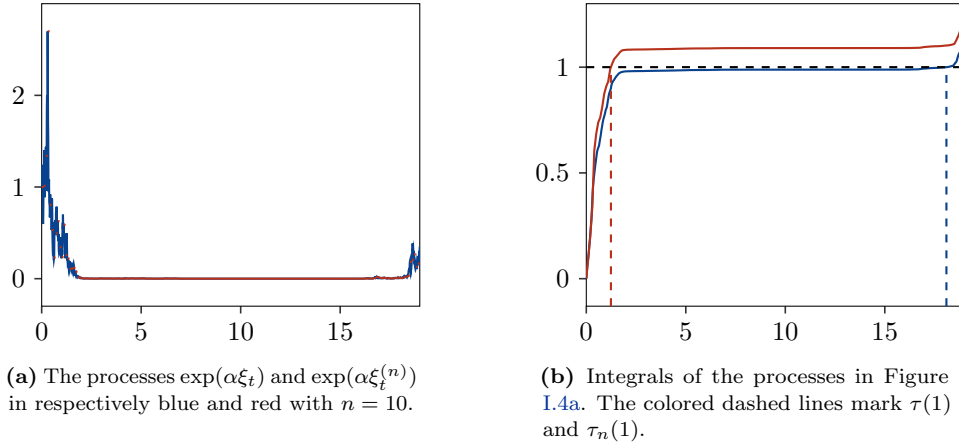 2
1
0
0
5
10
15
(a) The processes exp(αξ_t) and exp(αξ_t^{(n)})
in respectively blue and red with n = 10.
1
0.5
0
0
5
10
15
(b) Integrals of the processes in Figure
I.4a. The colored dashed lines mark τ(1)
and τ_n(1).